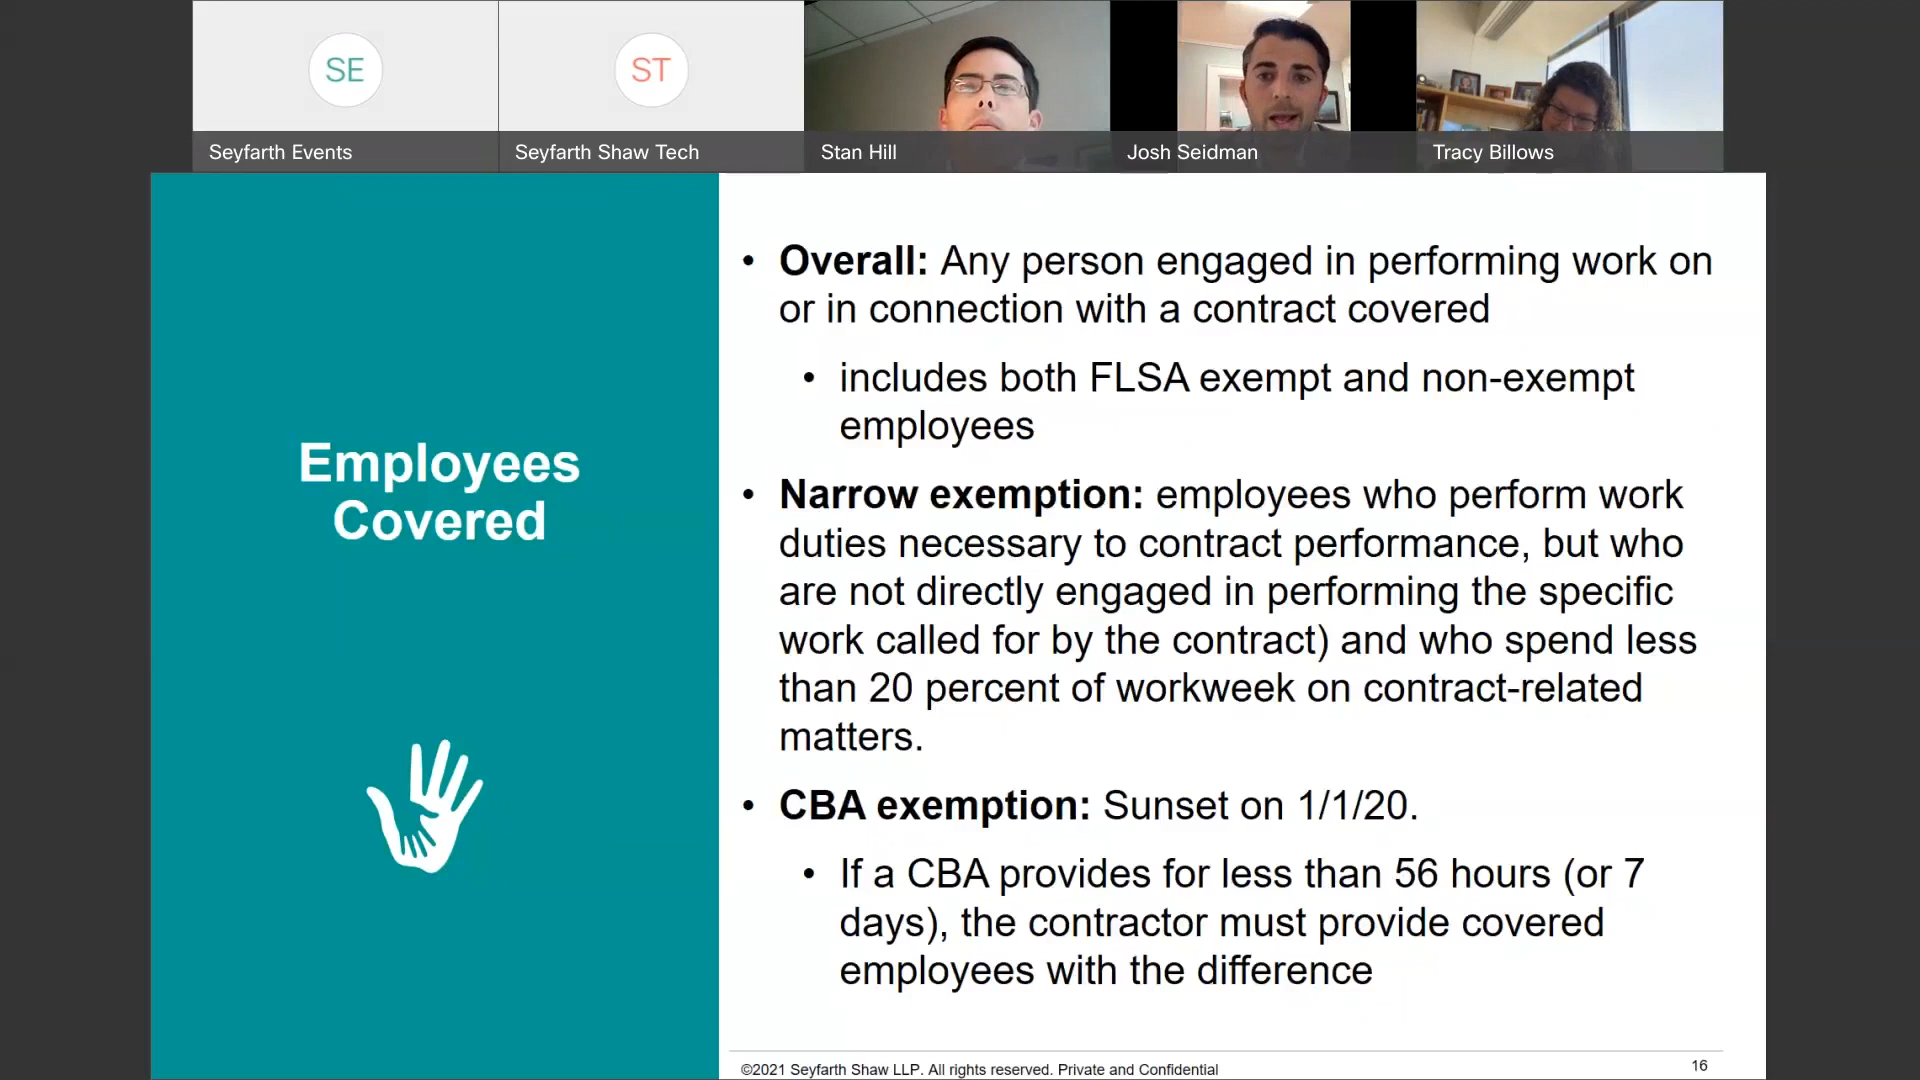 SE
ST
Seyfarth Events
Seyfarth Shaw Tech
Stan Hill
Josh Seidman
Tracy Billows
Employees
Covered
• Overall: Any person engaged in performing work on
or in connection with a contract covered
• includes both FLSA exempt and non-exempt
employees
• Narrow exemption: employees who perform work
duties necessary to contract performance, but who
are not directly engaged in performing the specific
work called for by the contract) and who spend less
than 20 percent of workweek on contract-related
matters.
• CBA exemption: Sunset on 1/1/20.
• If a CBA provides for less than 56 hours (or 7
days), the contractor must provide covered
employees with the difference
©2021 Seyfarth Shaw LLP. All rights reserved. Private and Confidential
16